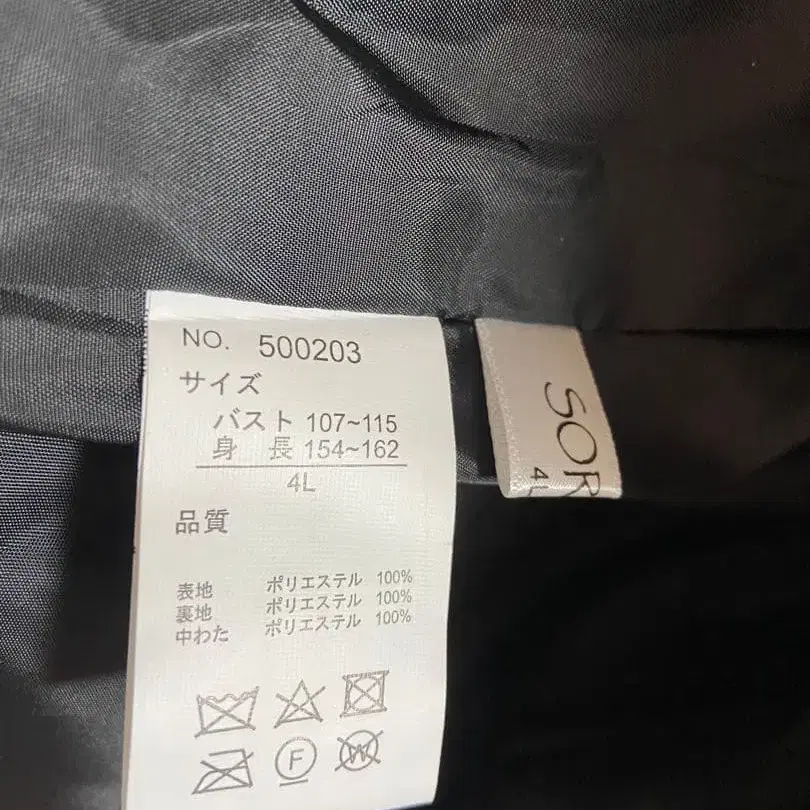 NO. 500203
サイズ
バスト 107~115
身 長 154~162
4L
品質
表地 ポリエステル 100%
裏地 ポリエステル 100%
中わた ポリエステル 100%
F
W
SOR
4L